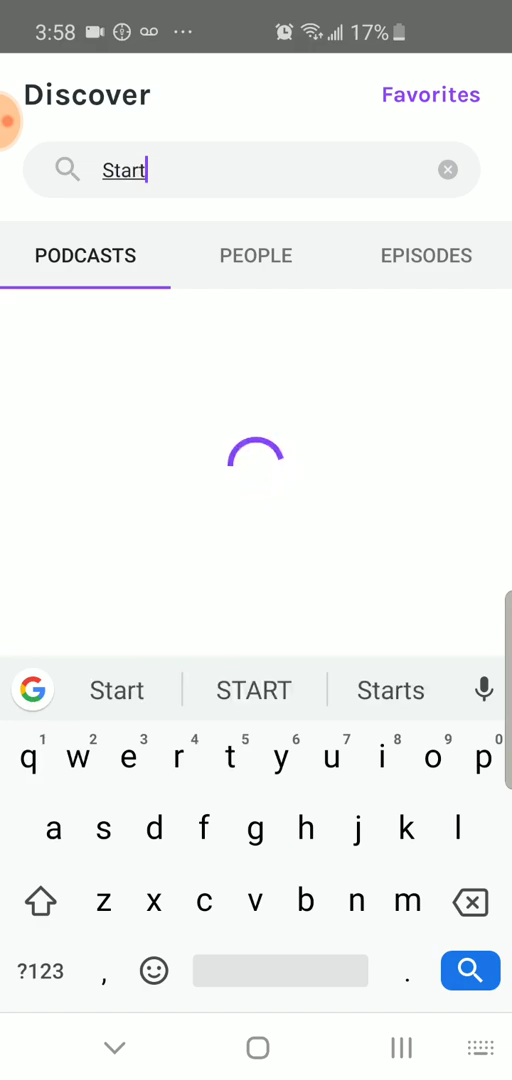 3:58 17%
Discover Favorites
Start
PODCASTS PEOPLE EPISODES
Start START Starts
1 2 3 4 5 6 7 8 9 0
q w e r t y u i o p
a s d f g h j k l
z x c v b n m
?123 , .